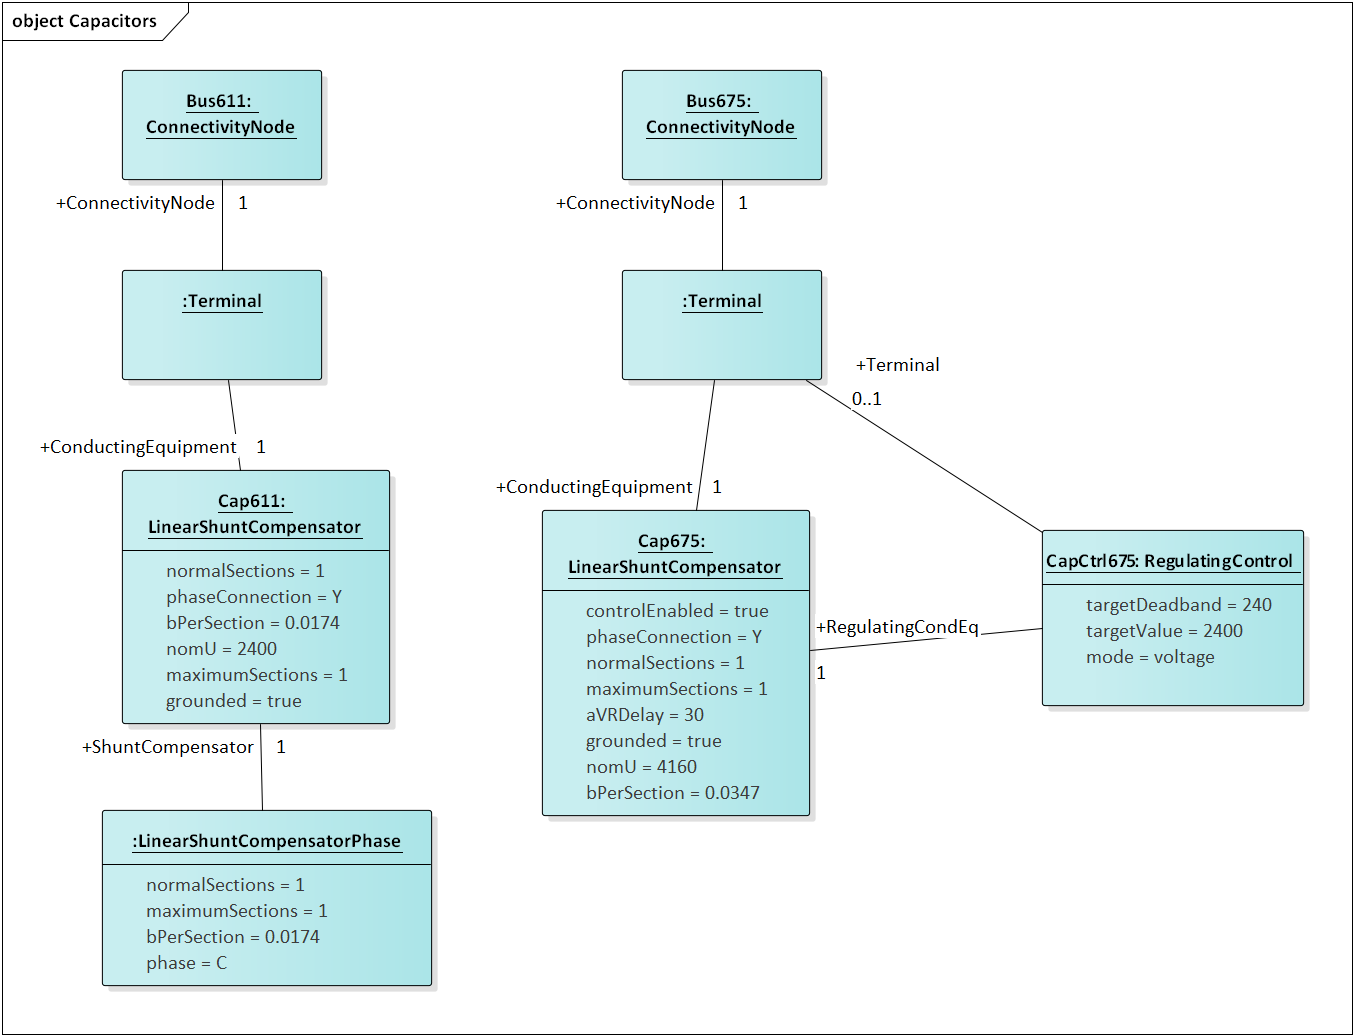 object Capacitors
Bus611:
ConnectivityNode
+ConnectivityNode 1
:Terminal
+ConductingEquipment 1
Cap611:
LinearShuntCompensator
normalSections = 1
phaseConnection = Y
bPerSection = 0.0174
nomU = 2400
maximumSections = 1
grounded = true
+ShuntCompensator 1
:LinearShuntCompensatorPhase
normalSections = 1
maximumSections = 1
bPerSection = 0.0174
phase = C
Bus675:
ConnectivityNode
+ConnectivityNode 1
:Terminal
+Terminal
0..1
+ConductingEquipment 1
Cap675:
LinearShuntCompensator
controlEnabled = true
phaseConnection = Y
normalSections = 1
maximumSections = 1
aVRDelay = 30
grounded = true
nomU = 4160
bPerSection = 0.0347
+RegulatingCondEq
1
CapCtrl675: RegulatingControl
targetDeadband = 240
targetValue = 2400
mode = voltage